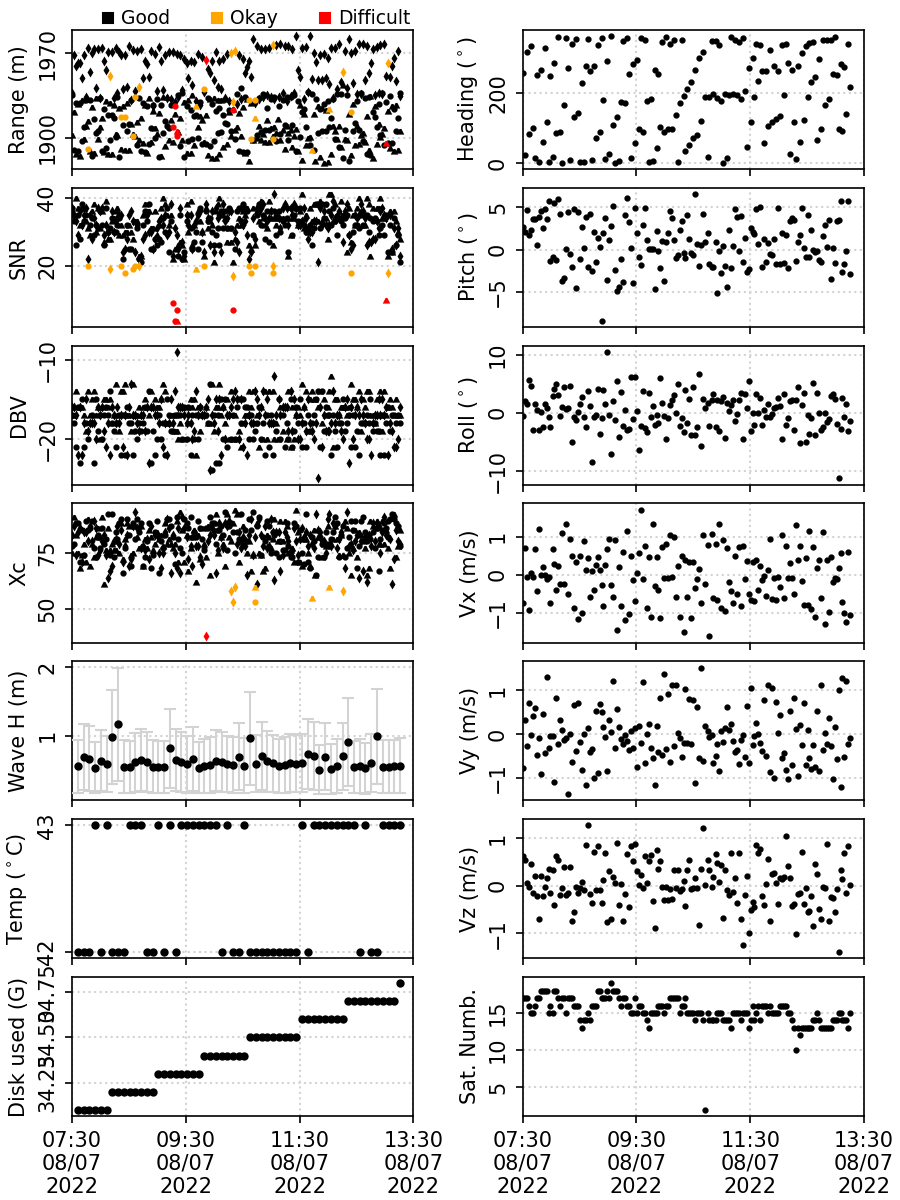 Good Okay Difficult
Range (m)
1970
1900
Heading (°)
200
0
SNR
40
20
Pitch (°)
5
0
−5
DBV
−10
−20
Roll (°)
10
0
−10
Xc
75
50
Vx (m/s)
1
0
−1
Wave H (m)
2
1
Vy (m/s)
1
0
−1
Temp (°C)
43
42
Vz (m/s)
1
0
−1
Disk used (G)
34.75
34.50
34.25
Sat. Numb.
15
10
5
07:30 09:30 11:30 13:30
08/07 08/07 08/07 08/07
2022 2022 2022 2022
07:30 09:30 11:30 13:30
08/07 08/07 08/07 08/07
2022 2022 2022 2022